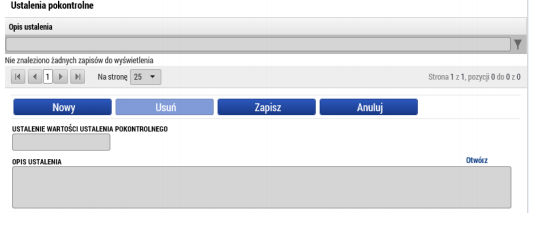 Ustalenia pokontrolne
Opis ustalenia
Nie znaleziono żadnych zapisów do wyświetlenia
1 Na stronę 25 Strona 1 z 1, pozycji 0 do 0 z 0
Nowy Usuń Zapisz Anuluj
USTALENIE WARTOŚCI USTALENIA POKONTROLNEGO
OPIS USTALENIA Otwórz